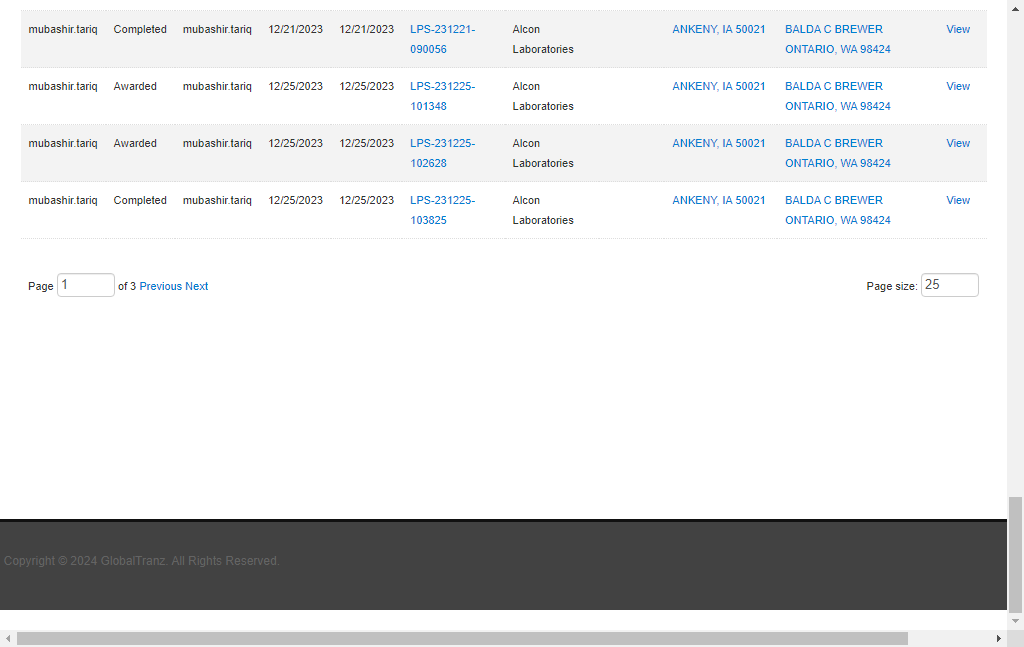 mubashir.tariq Completed mubashir.tariq 12/21/2023 12/21/2023 LPS-231221- Alcon ANKENY, IA 50021 BALDA C BREWER View
090056 Laboratories ONTARIO, WA 98424
mubashir.tariq Awarded mubashir.tariq 12/25/2023 12/25/2023 LPS-231225- Alcon ANKENY, IA 50021 BALDA C BREWER View
101348 Laboratories ONTARIO, WA 98424
mubashir.tariq Awarded mubashir.tariq 12/25/2023 12/25/2023 LPS-231225- Alcon ANKENY, IA 50021 BALDA C BREWER View
102628 Laboratories ONTARIO, WA 98424
mubashir.tariq Completed mubashir.tariq 12/25/2023 12/25/2023 LPS-231225- Alcon ANKENY, IA 50021 BALDA C BREWER View
103825 Laboratories ONTARIO, WA 98424
Page 1 of 3 Previous Next Page size: 25
Copyright © 2024 GlobalTranz. All Rights Reserved.